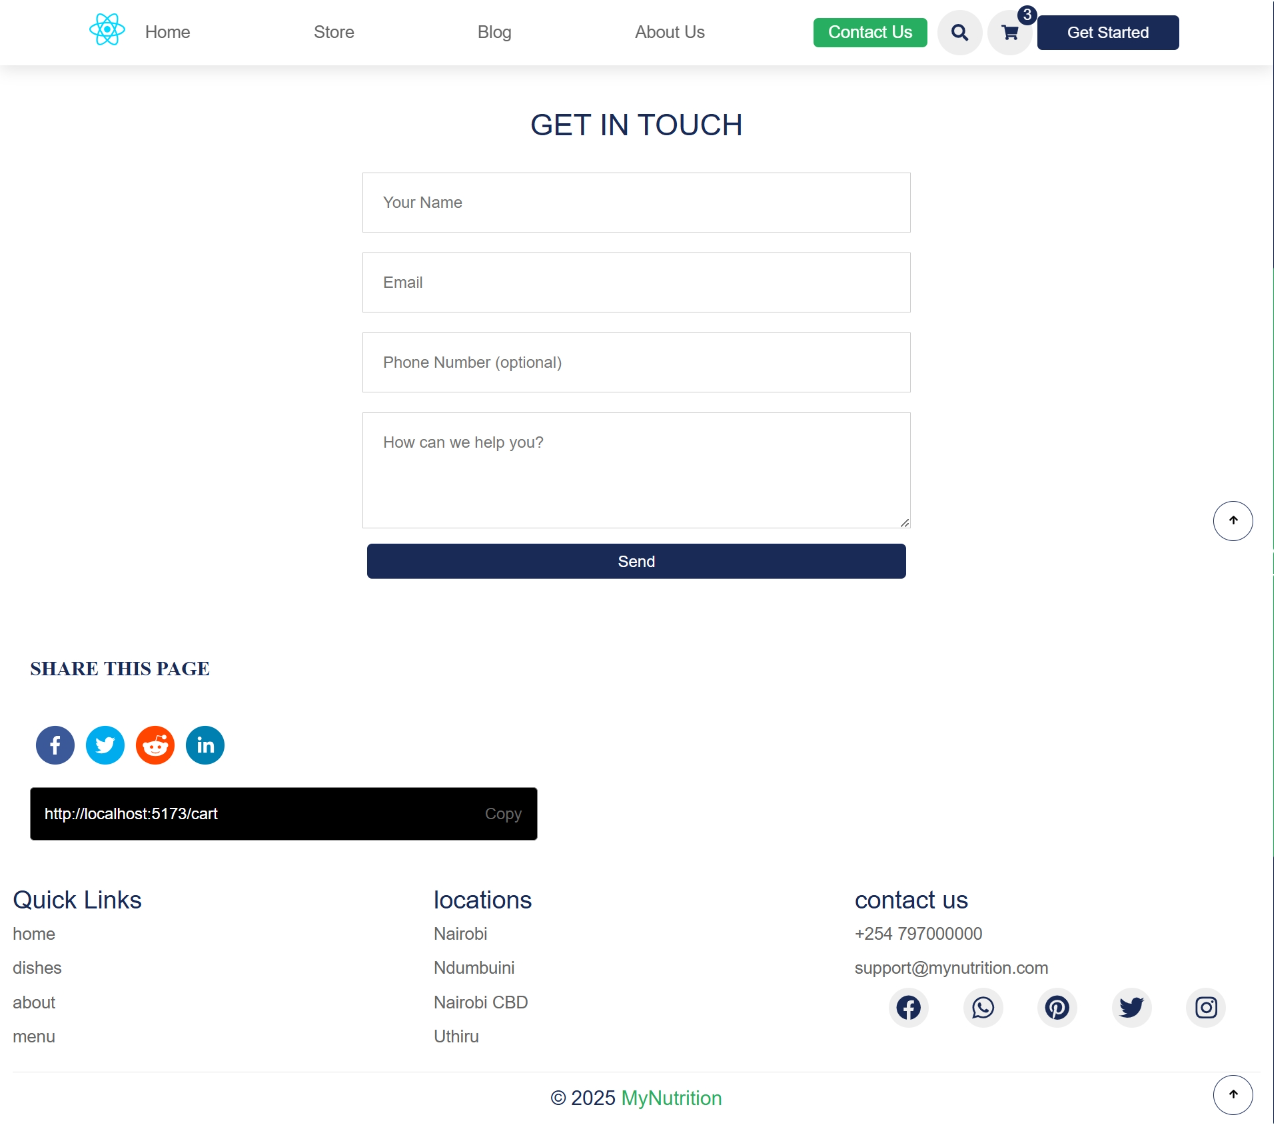 Home Store Blog About Us Contact Us 3 Get Started
GET IN TOUCH
Your Name
Email
Phone Number (optional)
How can we help you?
Send
SHARE THIS PAGE
http://localhost:5173/cart Copy
Quick Links
home
dishes
about
menu
locations
Nairobi
Ndumbuini
Nairobi CBD
Uthiru
contact us
+254 797000000
support@mynutrition.com
© 2025 MyNutrition